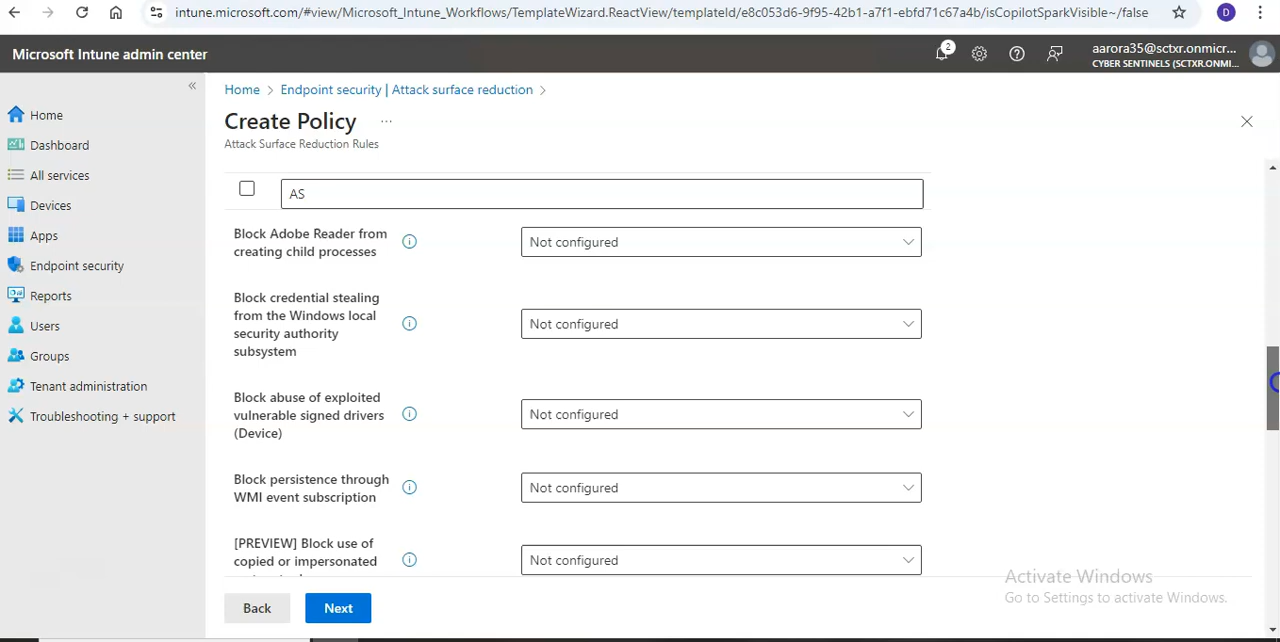 intune.microsoft.com/#view/Microsoft_Intune_Workflows/TemplateWizard.ReactView/templateId/e8c053d6-9f95-42b1-a7f1-ebfd71c67a4b/isCopilotSparkVisible~/false
D
Microsoft Intune admin center
2
aarora35@sctxr.onmicr...
CYBER SENTINELS (SCTXR.ONMI...
Home > Endpoint security | Attack surface reduction >
Create Policy ...
Attack Surface Reduction Rules
Home
Dashboard
All services
Devices
Apps
Endpoint security
Reports
Users
Groups
Tenant administration
Troubleshooting + support
AS
Block Adobe Reader from
creating child processes
Not configured
Block credential stealing
from the Windows local
security authority
subsystem
Not configured
Block abuse of exploited
vulnerable signed drivers
(Device)
Not configured
Block persistence through
WMI event subscription
Not configured
[PREVIEW] Block use of
copied or impersonated
Not configured
Back
Next
Activate Windows
Go to Settings to activate Windows.